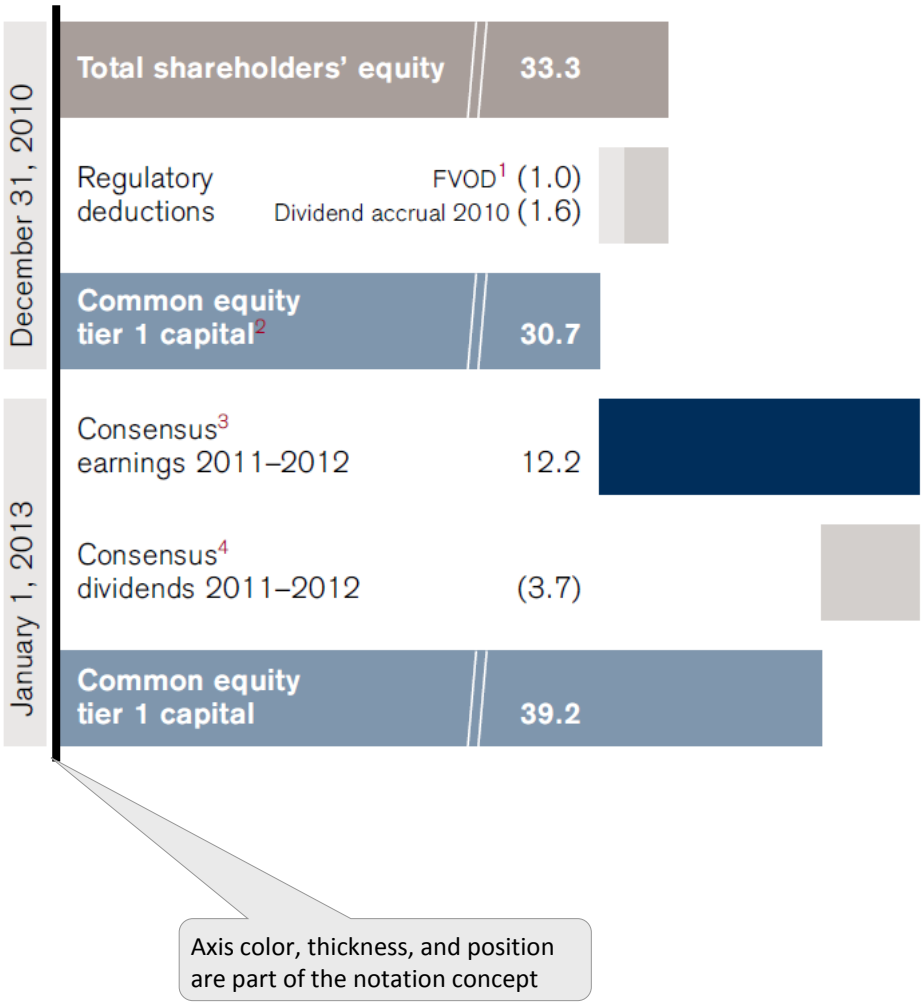 December 31, 2010
Total shareholders’ equity 33.3
Regulatory FVOD1 (1.0)
deductions Dividend accrual 2010 (1.6)
Common equity
tier 1 capital2 30.7
January 1, 2013
Consensus3
earnings 2011–2012 12.2
Consensus4
dividends 2011–2012 (3.7)
Common equity
tier 1 capital 39.2
Axis color, thickness, and position
are part of the notation concept